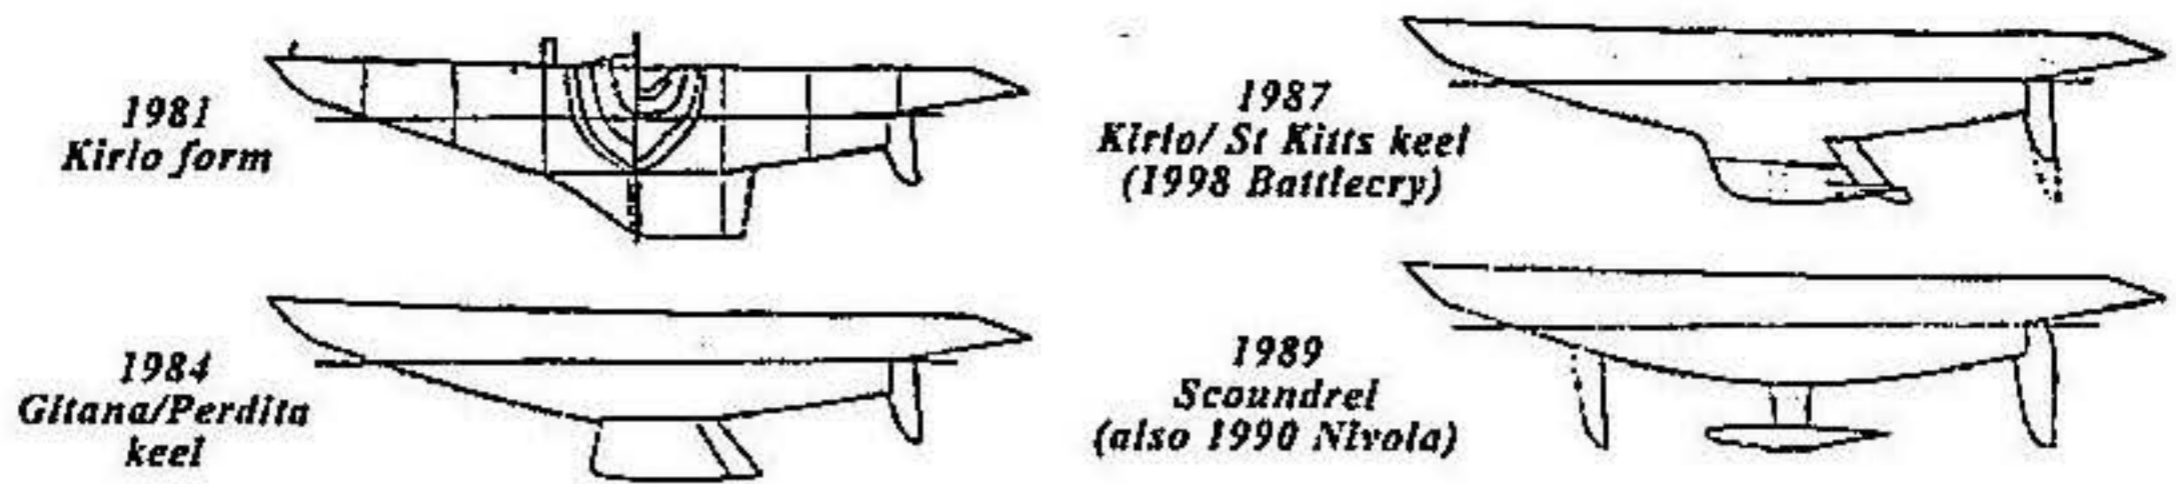 1981
Kirlo form
1984
Gitana/Perdita
keel
1987
Kirlo/ St Kitts keel
(1998 Battlecry)
1989
Scoundrel
(also 1990 Nivola)